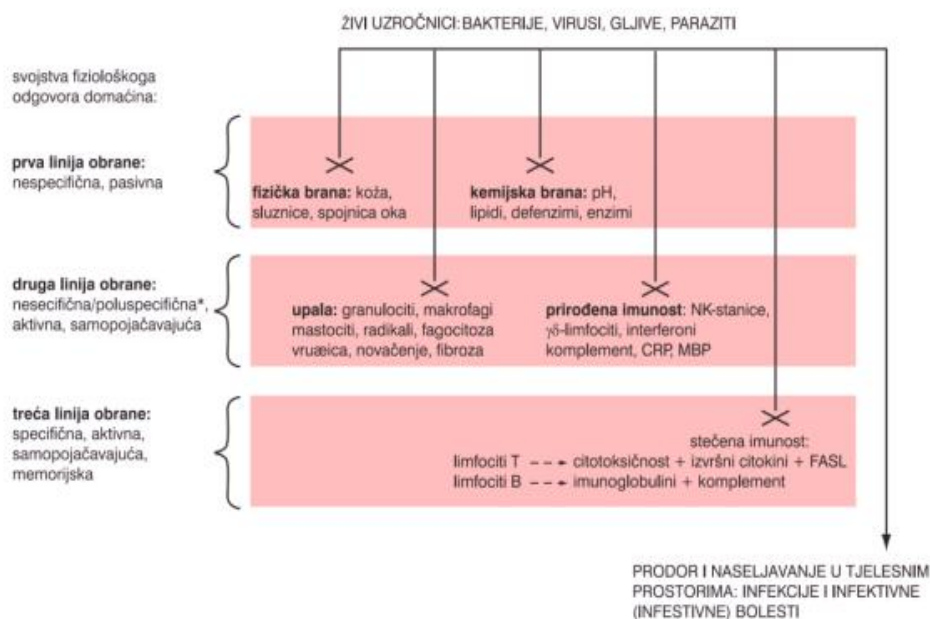 ŽIVI UZROČNICI: BAKTERIJE, VIRUSI, GLJIVE, PARAZITI
svojstva fiziološkoga
odgovora domaćina:
prva linija obrane:
nespecifična, pasivna
fizička brana: koža,
sluznice, spojnica oka
kemijska brana: pH,
lipidi, defenzimi, enzimi
druga linija obrane:
nesecifična/poluspecifična*,
aktivna, samopojačavajuća
upala: granulociti, makrofagi
mastociti, radikali, fagocitoza
vruæica, novačenje, fibroza
prirođena imunost: NK-stanice,
γδ-limfociti, interferoni
komplement, CRP, MBP
treća linija obrane:
specifična, aktivna,
samopojačavajuća,
memorijska
stečena imunost:
limfociti T - - -► citotoksičnost + izvršni citokini + FASL
limfociti B - - -► imunoglobulini + komplement
PRODOR I NASELJAVANJE U TJELESNIM
PROSTORIMA: INFEKCIJE I INFEKTIVNE
(INFESTIVNE) BOLESTI